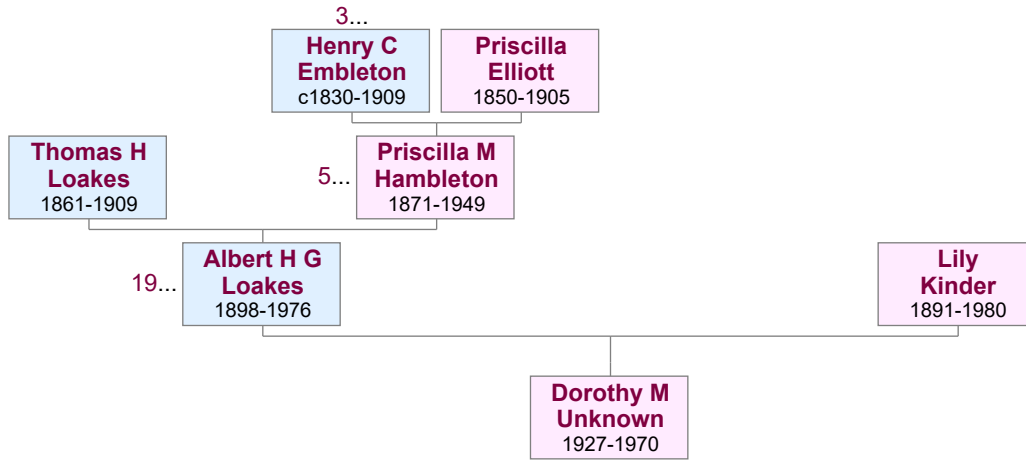 3...
Henry C
Embleton
c1830-1909
Priscilla
Elliott
1850-1905
Thomas H
Loakes
1861-1909
5...
Priscilla M
Hambleton
1871-1949
19...
Albert H G
Loakes
1898-1976
Lily
Kinder
1891-1980
Dorothy M
Unknown
1927-1970